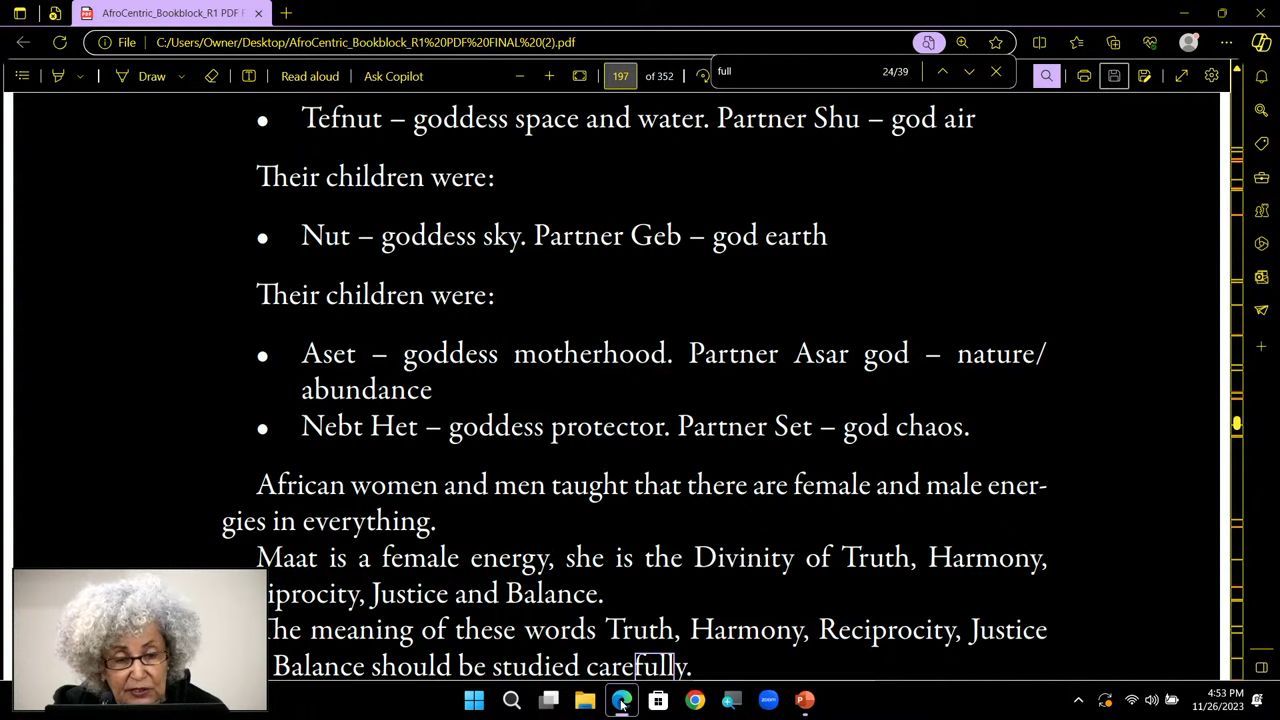 AfroCentric_Bookblock_R1 PDF F
File
C:/Users/Owner/Desktop/AfroCentric_Bookblock_R1%20PDF%20FINAL%20(2).pdf
Draw
Read aloud
Ask Copilot
197 of 352
full
24/39
• Tefnut – goddess space and water. Partner Shu – god air
Their children were:
• Nut – goddess sky. Partner Geb – god earth
Their children were:
• Aset – goddess motherhood. Partner Asar god – nature/
abundance
• Nebt Het – goddess protector. Partner Set – god chaos.
African women and men taught that there are female and male ener-
gies in everything.
Maat is a female energy, she is the Divinity of Truth, Harmony,
iprocity, Justice and Balance.
The meaning of these words Truth, Harmony, Reciprocity, Justice
Balance should be studied carefully.
zoom
4:53 PM
11/26/2023